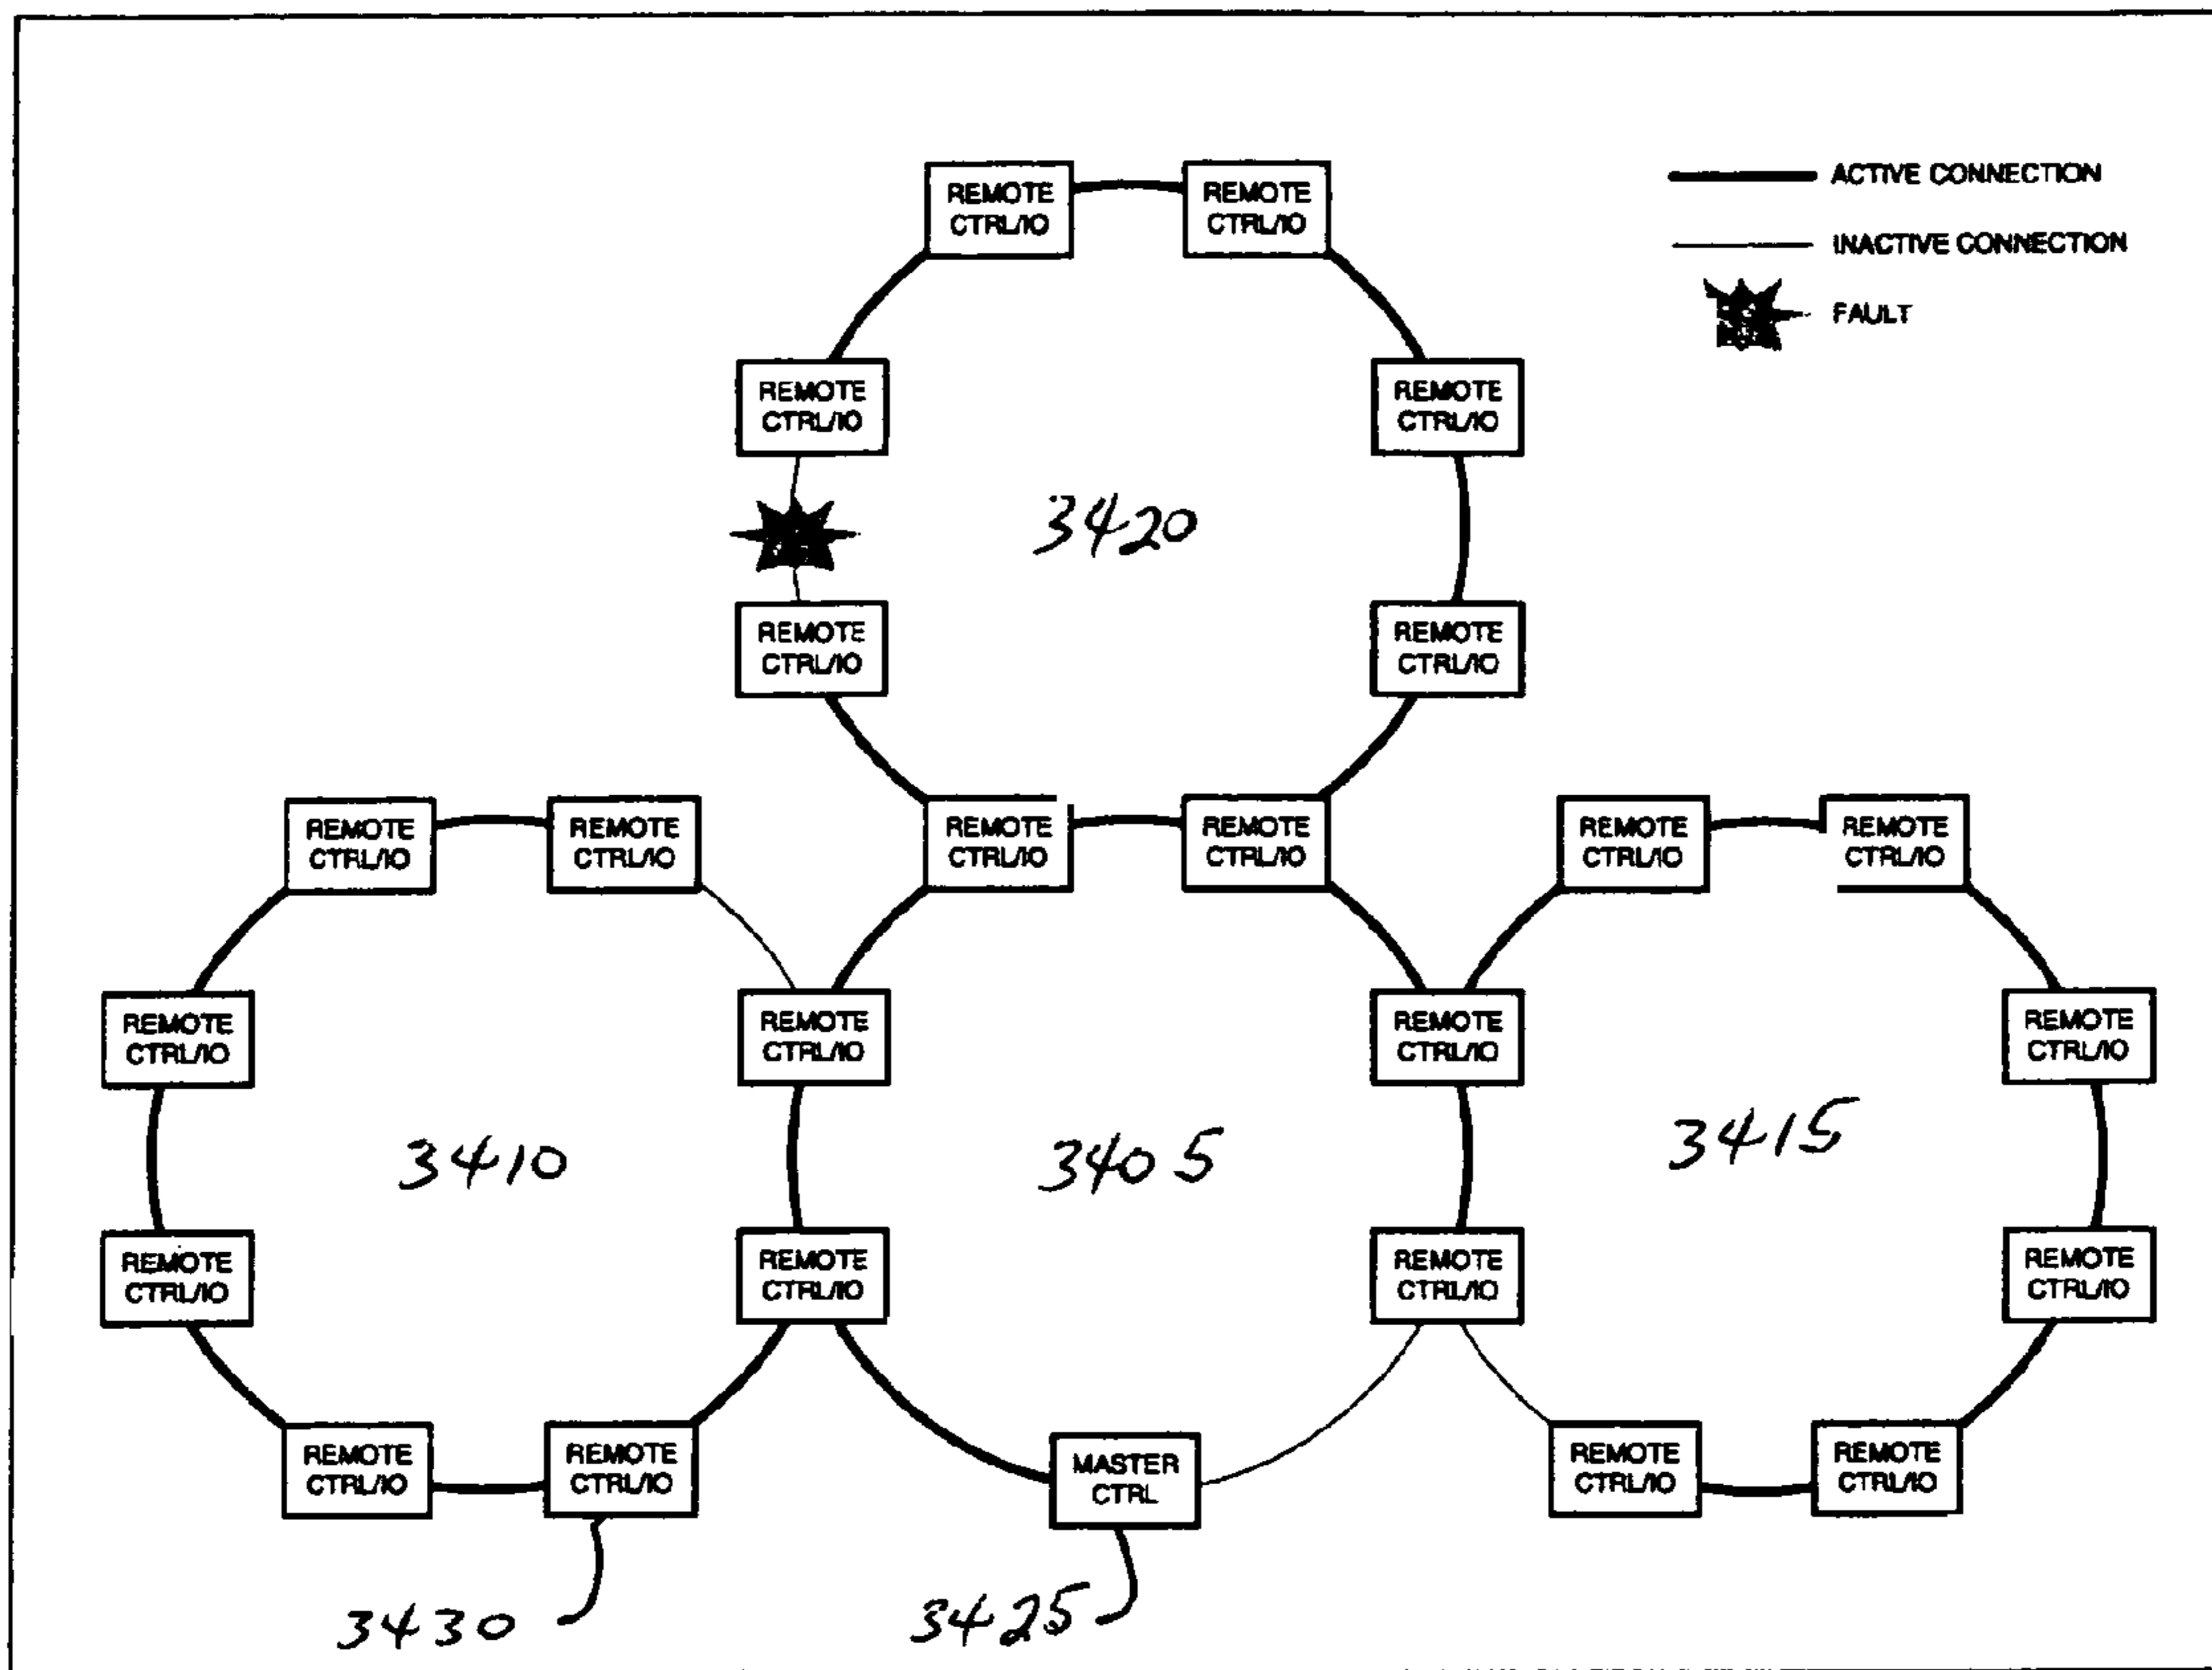 REMOTE
CTRL/IO
REMOTE
CTRL/IO
ACTIVE CONNECTION
INACTIVE CONNECTION
FAULT
REMOTE
CTRL/IO
REMOTE
CTRL/IO
3420
REMOTE
CTRL/IO
REMOTE
CTRL/IO
REMOTE
CTRL/IO
REMOTE
CTRL/IO
REMOTE
CTRL/IO
REMOTE
CTRL/IO
REMOTE
CTRL/IO
REMOTE
CTRL/IO
REMOTE
CTRL/IO
REMOTE
CTRL/IO
REMOTE
CTRL/IO
REMOTE
CTRL/IO
3410
3405
3415
REMOTE
CTRL/IO
REMOTE
CTRL/IO
REMOTE
CTRL/IO
REMOTE
CTRL/IO
REMOTE
CTRL/IO
REMOTE
CTRL/IO
MASTER
CTRL
REMOTE
CTRL/IO
REMOTE
CTRL/IO
3430
3425